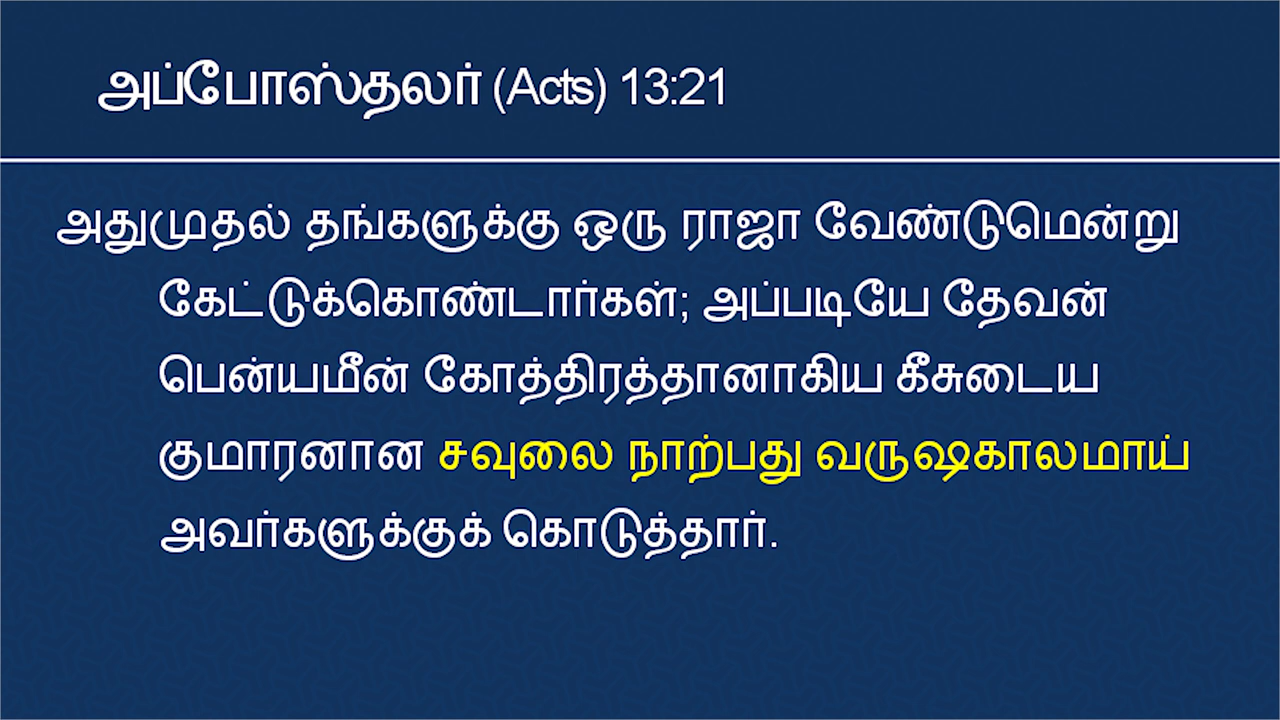 அப்போஸ்தலர் (Acts) 13:21
அதுமுதல் தங்களுக்கு ஒரு ராஜா வேண்டுமென்று
கேட்டுக்கொண்டார்கள்; அப்படியே தேவன்
பென்யமீன் கோத்திரத்தானாகிய கீசுடைய
குமாரனான சவுலை நாற்பது வருஷகாலமாய்
அவர்களுக்குக் கொடுத்தார்.